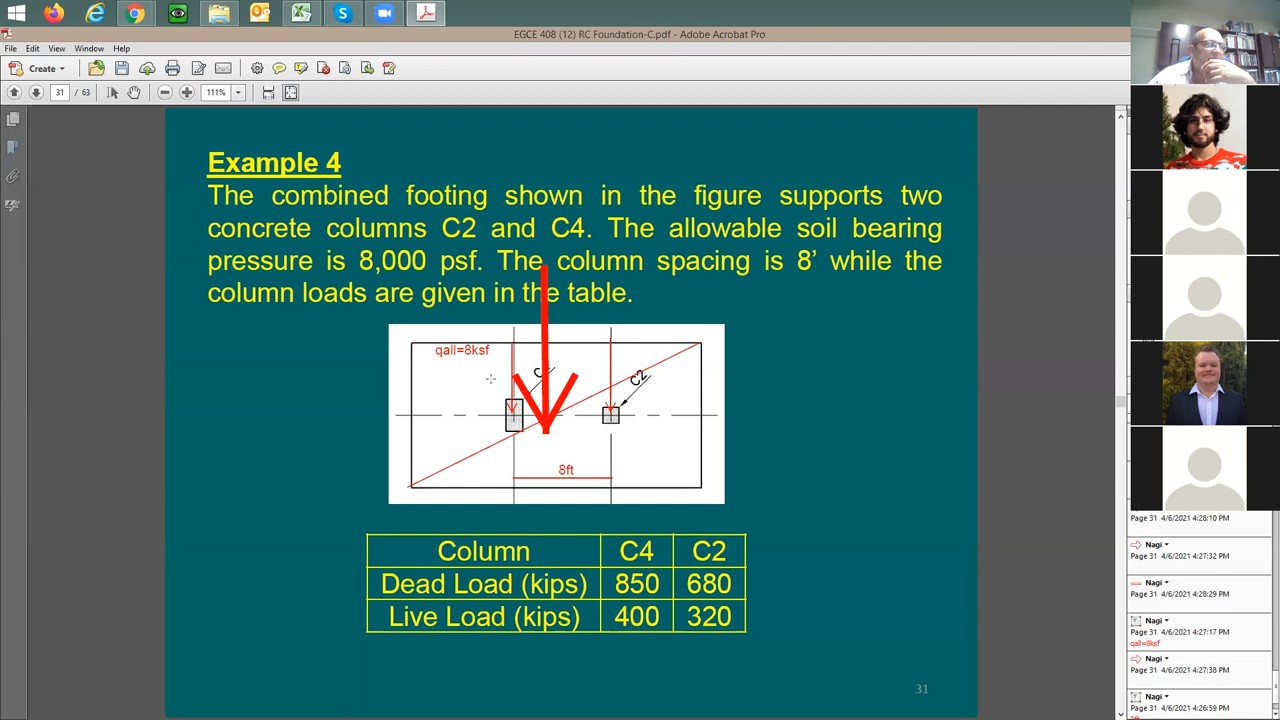 EGCE 408 (12) RC Foundation-C.pdf - Adobe Acrobat Pro
File Edit View Window Help
Create
31 / 63 111%
Example 4
The combined footing shown in the figure supports two
concrete columns C2 and C4. The allowable soil bearing
pressure is 8,000 psf. The column spacing is 8’ while the
column loads are given in the table.
qall=8ksf
C2
8ft
Column C4 C2
Dead Load (kips) 850 680
Live Load (kips) 400 320
31
Page 31 4/6/2021 4:28:10 PM
Nagi
Page 31 4/6/2021 4:27:32 PM
Nagi
Page 31 4/6/2021 4:28:29 PM
Nagi
Page 31 4/6/2021 4:27:17 PM
qall=8ksf
Nagi
Page 31 4/6/2021 4:27:38 PM
Nagi
Page 31 4/6/2021 4:26:59 PM